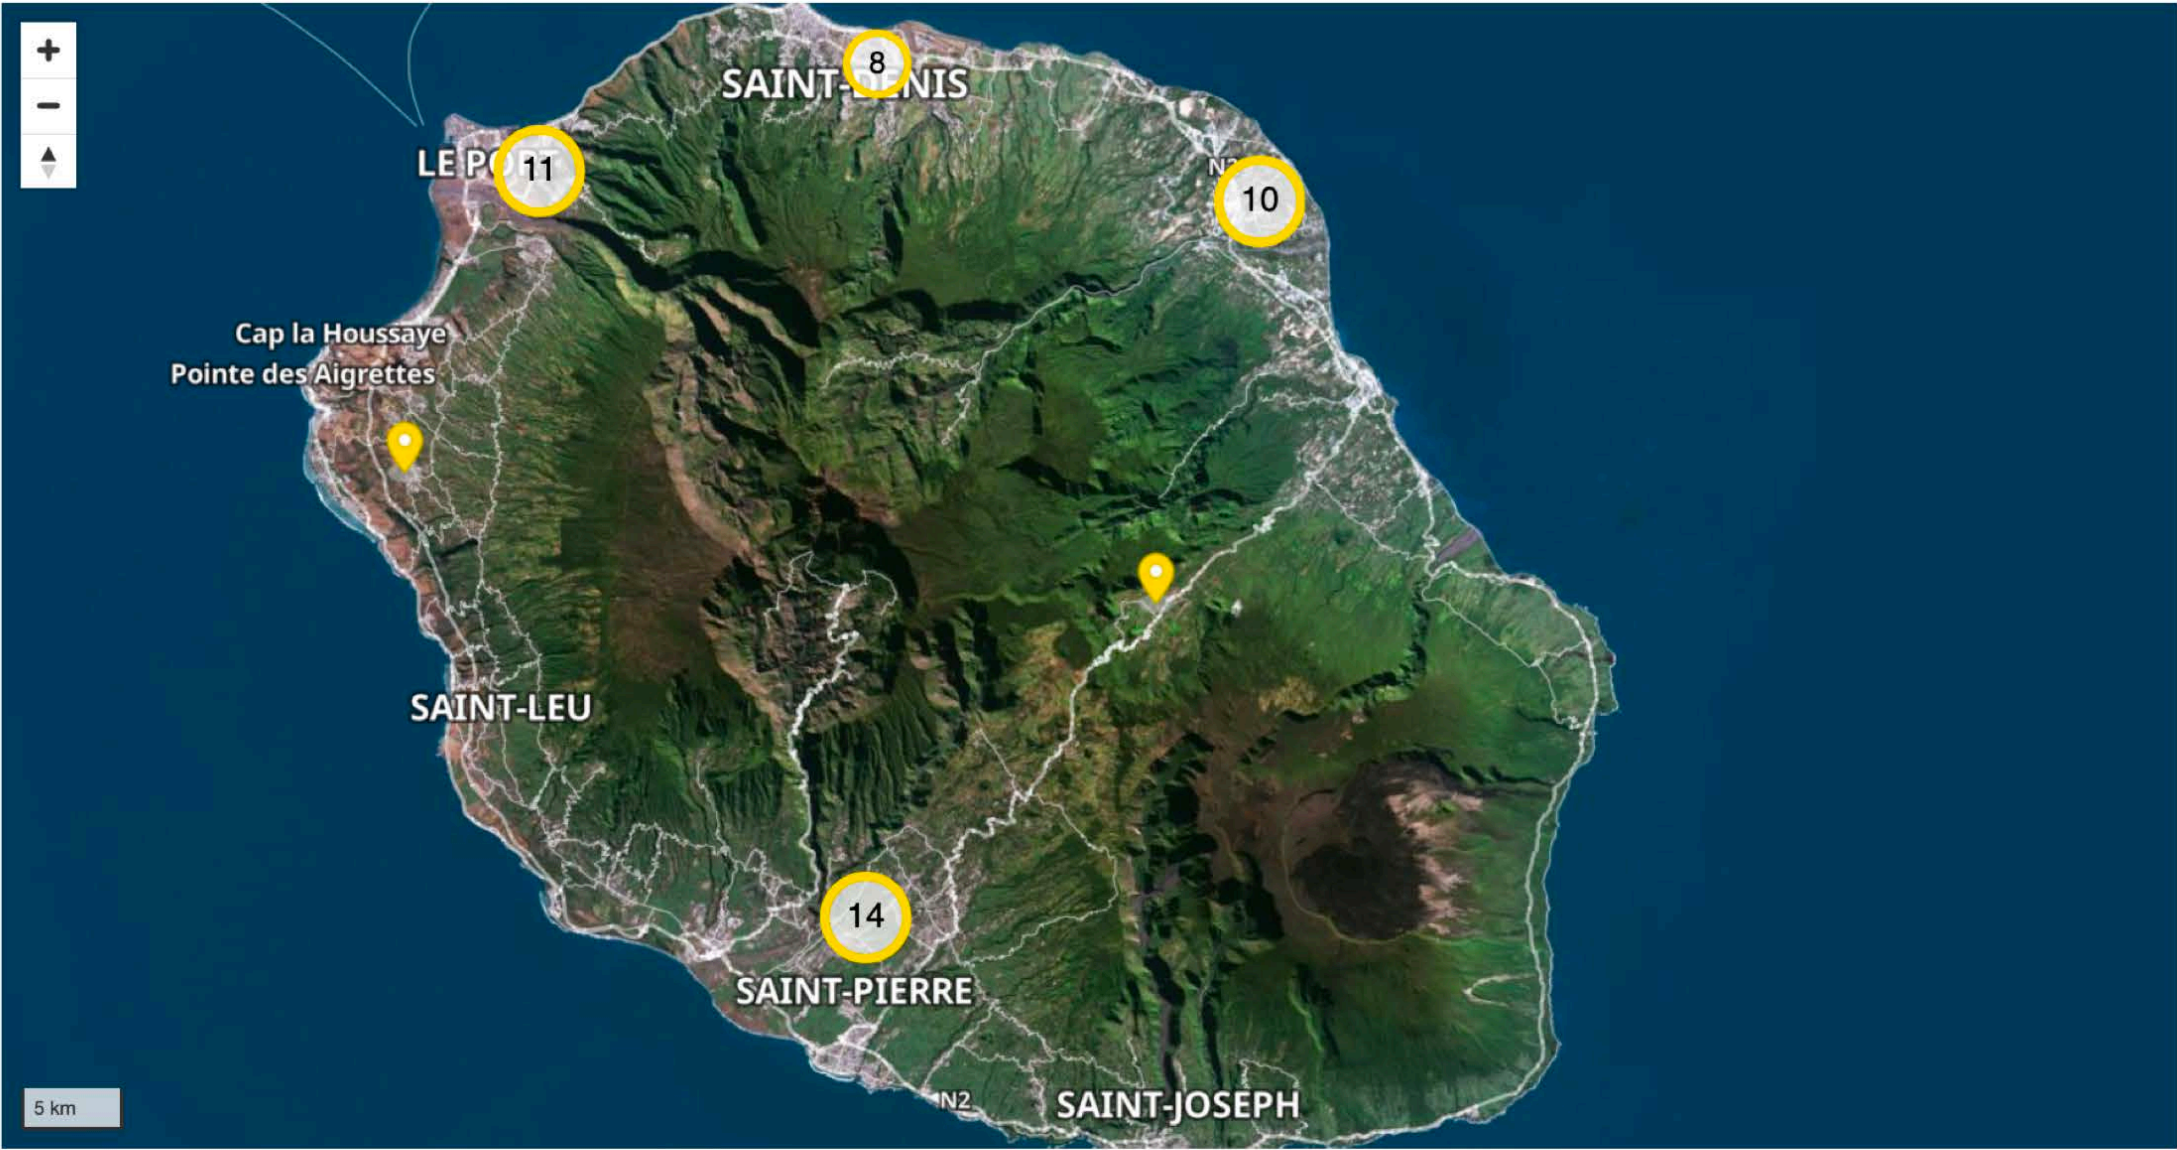 +
−
8
SAINT-DENIS
LE PORT
11
N2
10
Cap la Houssaye
Pointe des Aigrettes
SAINT-LEU
14
SAINT-PIERRE
5 km
N2
SAINT-JOSEPH